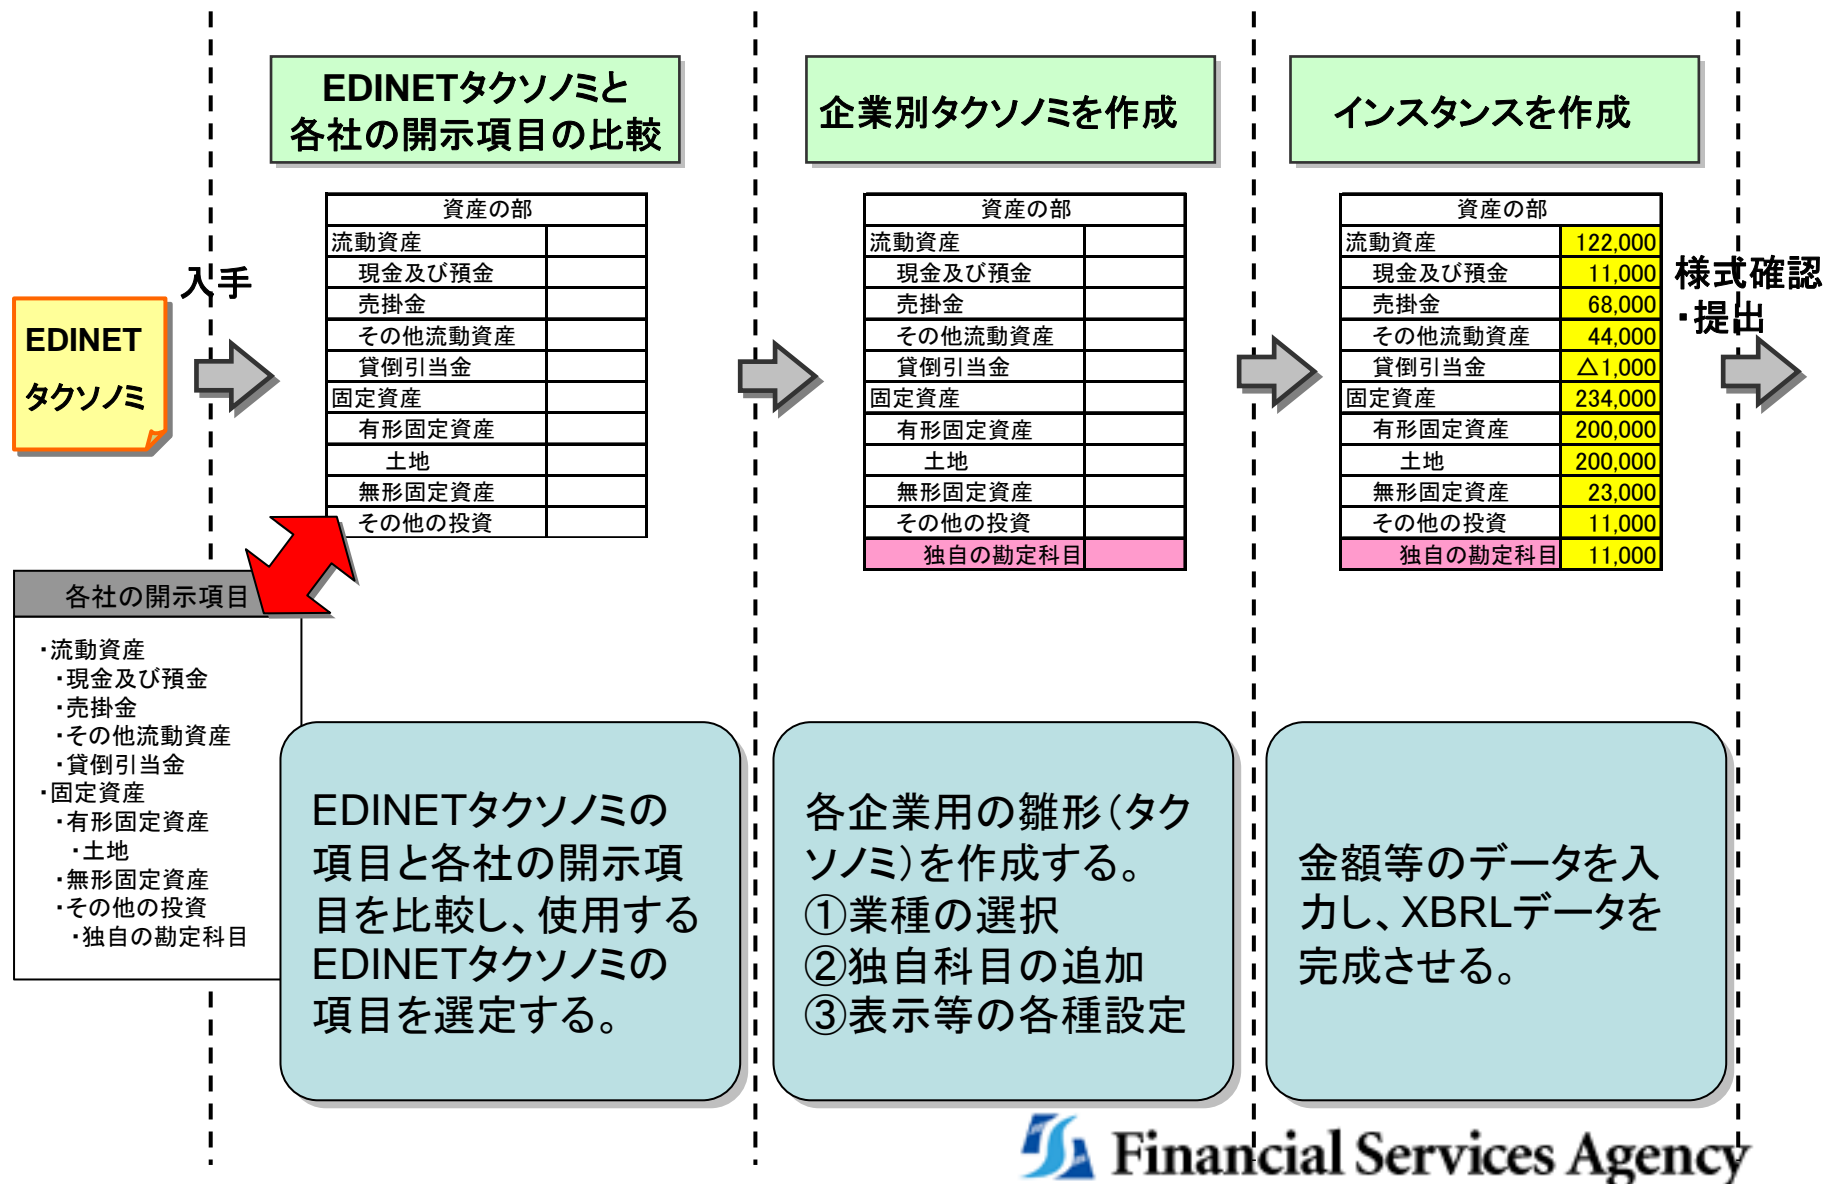 EDINET
タクソノミ
入手
各社の開示項目
・流動資産
・現金及び預金
・売掛金
・その他流動資産
・貸倒引当金
・固定資産
・有形固定資産
・土地
・無形固定資産
・その他の投資
・独自の勘定科目
EDINETタクソノミと
各社の開示項目の比較
資産の部
流動資産
現金及び預金
売掛金
その他流動資産
貸倒引当金
固定資産
有形固定資産
土地
無形固定資産
その他の投資
EDINETタクソノミの
項目と各社の開示項
目を比較し、使用する
EDINETタクソノミの
項目を選定する。
企業別タクソノミを作成
資産の部
流動資産
現金及び預金
売掛金
その他流動資産
貸倒引当金
固定資産
有形固定資産
土地
無形固定資産
その他の投資
独自の勘定科目
各企業用の雛形（タク
ソノミ）を作成する。
①業種の選択
②独自科目の追加
③表示等の各種設定
インスタンスを作成
資産の部
流動資産 122,000
現金及び預金 11,000
売掛金 68,000
その他流動資産 44,000
貸倒引当金 △1,000
固定資産 234,000
有形固定資産 200,000
土地 200,000
無形固定資産 23,000
その他の投資 11,000
独自の勘定科目 11,000
金額等のデータを入
力し、XBRLデータを
完成させる。
様式確認
・提出
Financial Services Agency